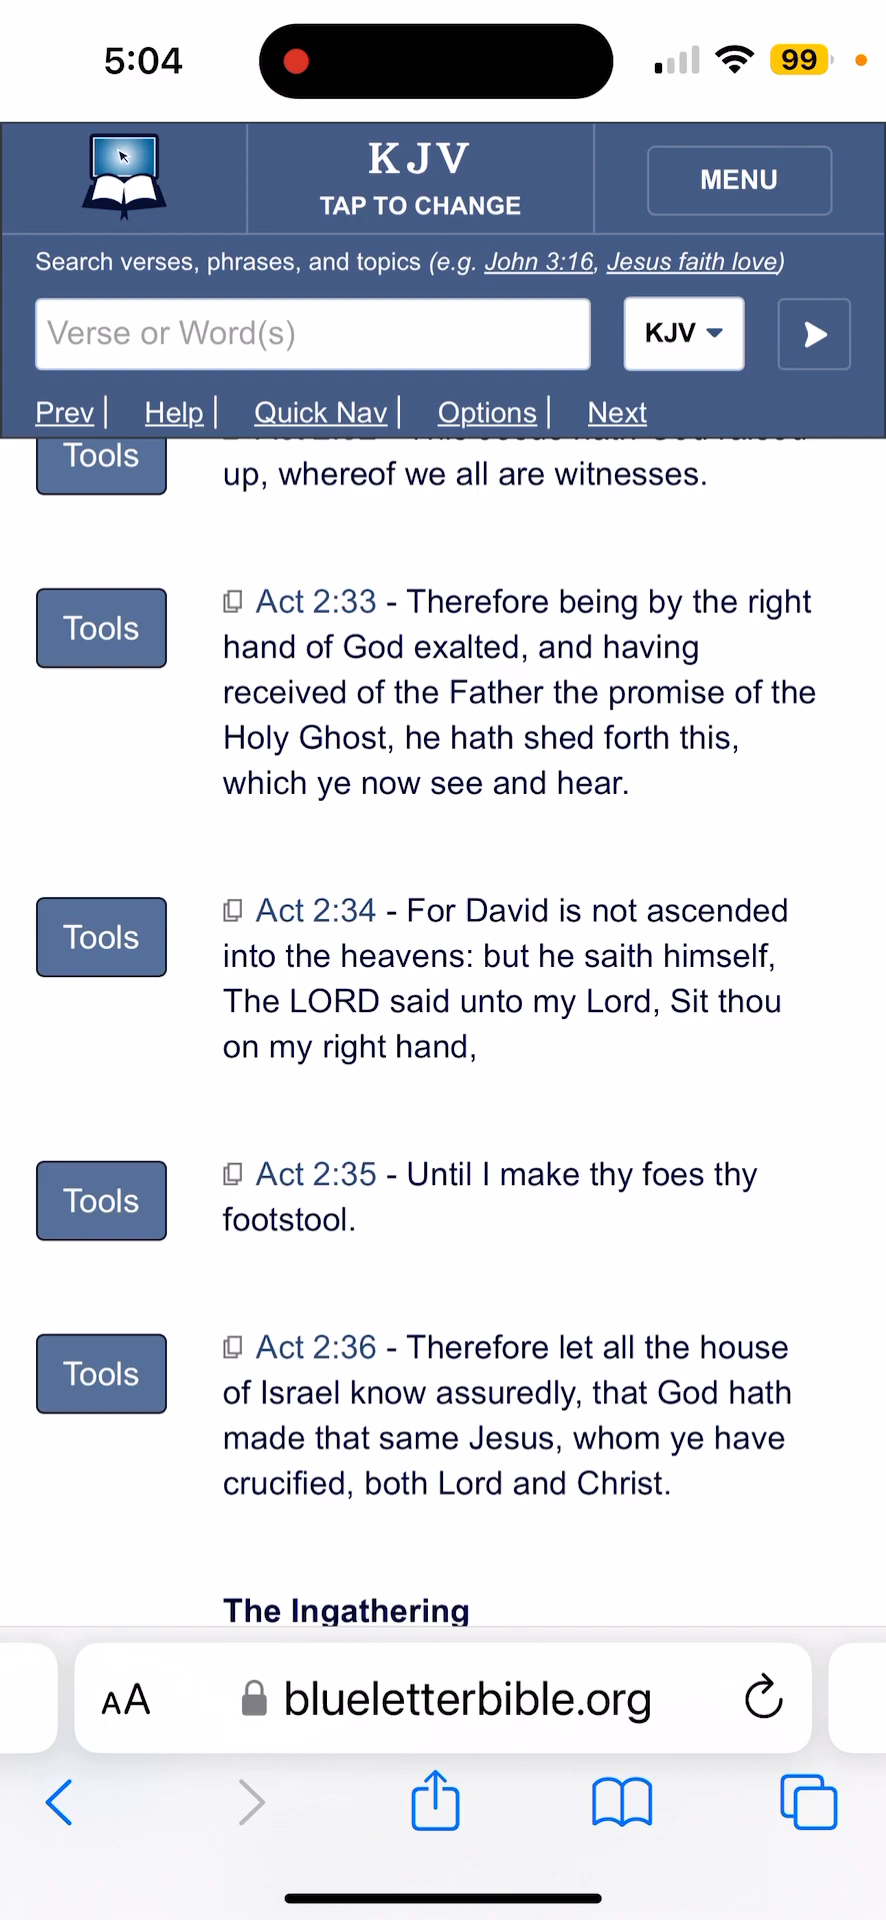 5:04
99
KJV
TAP TO CHANGE
MENU
Search verses, phrases, and topics (e.g. John 3:16, Jesus faith love)
Verse or Word(s)
KJV
Prev | Help | Quick Nav | Options | Next
Tools
up, whereof we all are witnesses.
Tools
Act 2:33 - Therefore being by the right
hand of God exalted, and having
received of the Father the promise of the
Holy Ghost, he hath shed forth this,
which ye now see and hear.
Tools
Act 2:34 - For David is not ascended
into the heavens: but he saith himself,
The LORD said unto my Lord, Sit thou
on my right hand,
Tools
Act 2:35 - Until I make thy foes thy
footstool.
Tools
Act 2:36 - Therefore let all the house
of Israel know assuredly, that God hath
made that same Jesus, whom ye have
crucified, both Lord and Christ.
The Ingathering
AA
blueletterbible.org